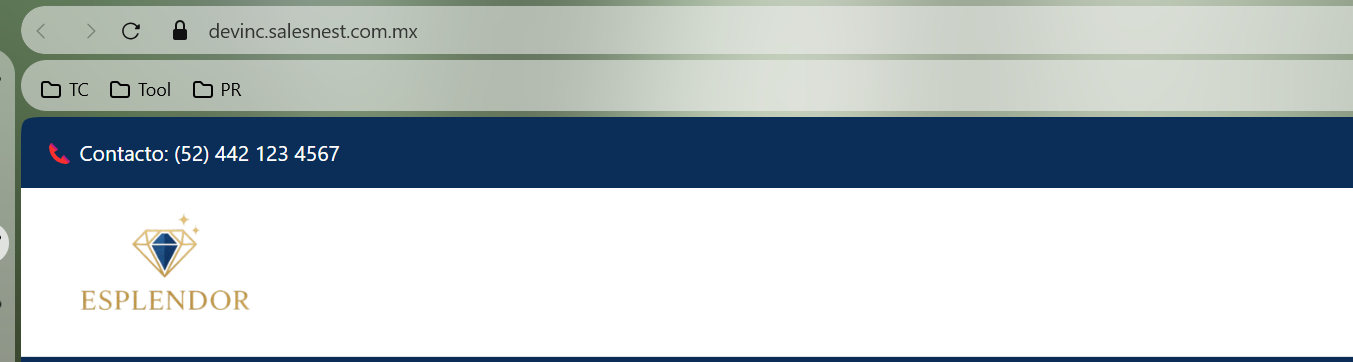 devinc.salesnest.com.mx
TC Tool PR
Contacto: (52) 442 123 4567
ESPLENDOR